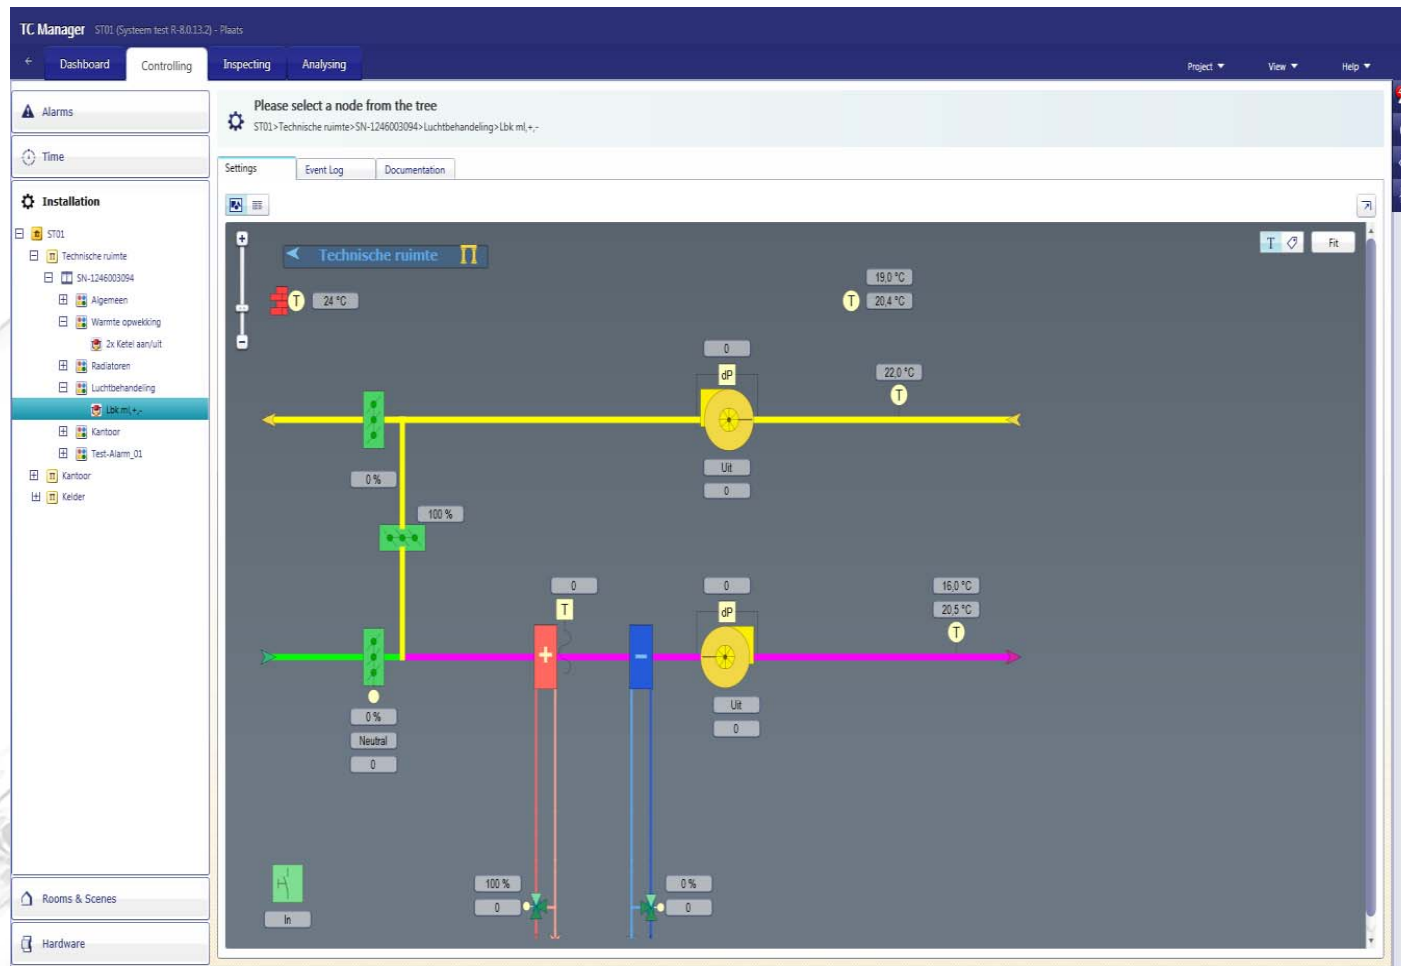 TC Manager ST01 (Systeem test R-8.0.13.2) - Plaats
Dashboard Controlling Inspecting Analysing Project View Help
Alarms
Time
Installation
ST01
Technische ruimte
SN-1246003094
Algemeen
Warmte opwekking
2x Ketel aan/uit
Radiatoren
Luchtbehandeling
Lbk ml,+,-
Kantoor
Test-Alarm_01
Kantoor
Kelder
Rooms & Scenes
Hardware
Please select a node from the tree
ST01>Technische ruimte>SN-1246003094>Luchtbehandeling>Lbk ml,+,-
Settings Event Log Documentation
Technische ruimte
T Fit
T 24 °C
19,0 °C
T 20,4 °C
0
dP
22,0 °C
T
Uit
0
0 %
100 %
0
T
0
dP
16,0 °C
20,5 °C
T
+
-
0 %
Neutral
0
Uit
0
In
100 %
0
0 %
0